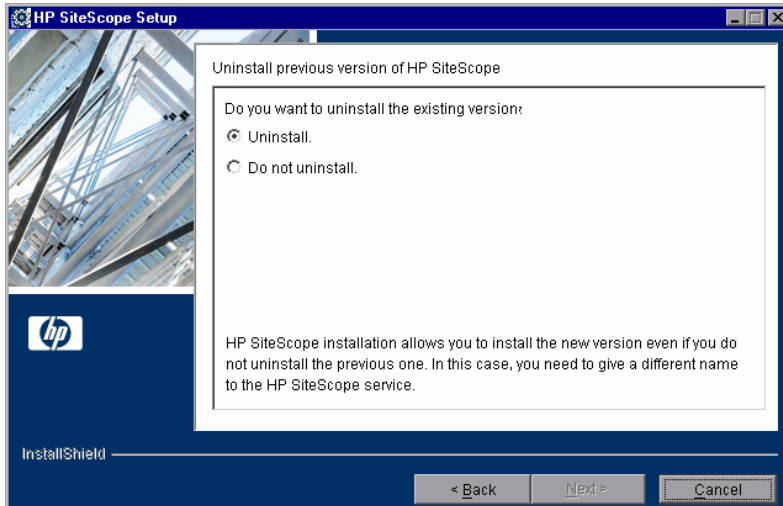 HP SiteScope Setup
Uninstall previous version of HP SiteScope
Do you want to uninstall the existing version?
Uninstall.
Do not uninstall.
HP SiteScope installation allows you to install the new version even if you do
not uninstall the previous one. In this case, you need to give a different name
to the HP SiteScope service.
hp
InstallShield
< Back
Next >
Cancel